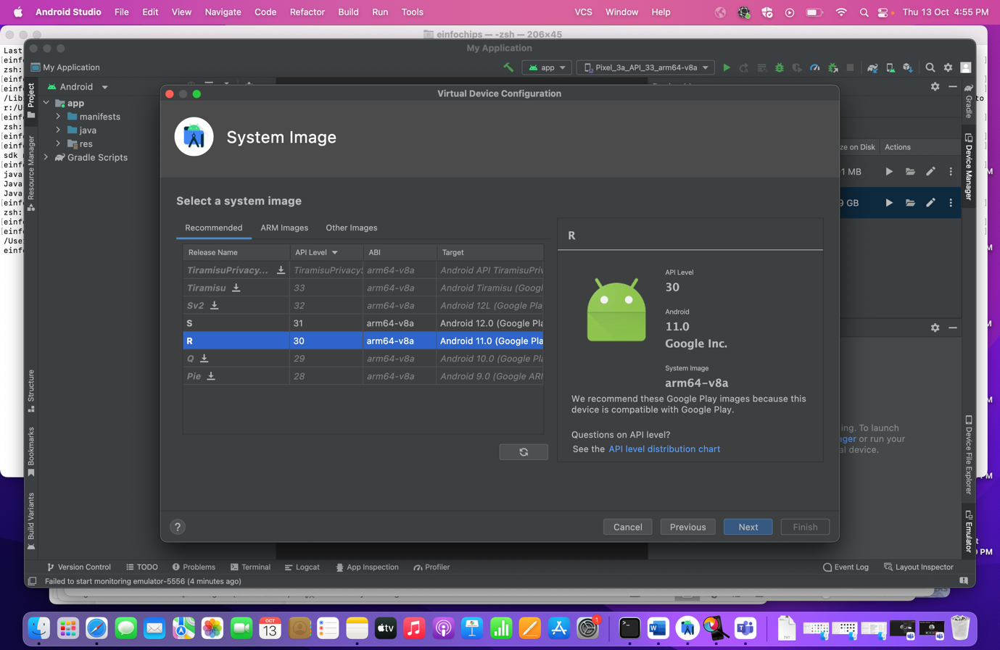 Android Studio File Edit View Navigate Code Refactor Build Run Tools VCS Window Help Thu 13 Oct 4:55 PM
einfochips — -zsh — 206×45
My Application
My Application app Pixel_3a_API_33_arm64-v8a
Last
[einfo
zsh:
[einfo
/Lib
r:/U
[einfo
zsh:
[einfo
sdk
java
Java
Java
zsh:
[einfo
/Use
einfo
Project
Resource Manager
Structure
Bookmarks
Build Variants
Android
app
manifests
java
res
Gradle Scripts
Virtual Device Configuration
System Image
Select a system image
Recommended ARM Images Other Images
Release Name API Level ABI Target
TiramisuPrivacy... TiramisuPrivacyS arm64-v8a Android API TiramisuPriv
Tiramisu 33 arm64-v8a Android Tiramisu (Googl
Sv2 32 arm64-v8a Android 12L (Google Pla
S 31 arm64-v8a Android 12.0 (Google Pla
R 30 arm64-v8a Android 11.0 (Google Pla
Q 29 arm64-v8a Android 10.0 (Google Pl
Pie 28 arm64-v8a Android 9.0 (Google ARM
R
API Level
30
Android
11.0
Google Inc.
System Image
arm64-v8a
We recommend these Google Play images because this
device is compatible with Google Play.
Questions on API level?
See the API level distribution chart
? Cancel Previous Next Finish
ze on Disk Actions
1 MB
9 GB
ing. To launch
ager or run your
al device.
Gradle
Device Manager
Device File Explorer
Emulator
Version Control TODO Problems Terminal Logcat App Inspection Profiler Event Log Layout Inspector
Failed to start monitoring emulator-5556 (4 minutes ago)
OCT
13
tv
1
TXT